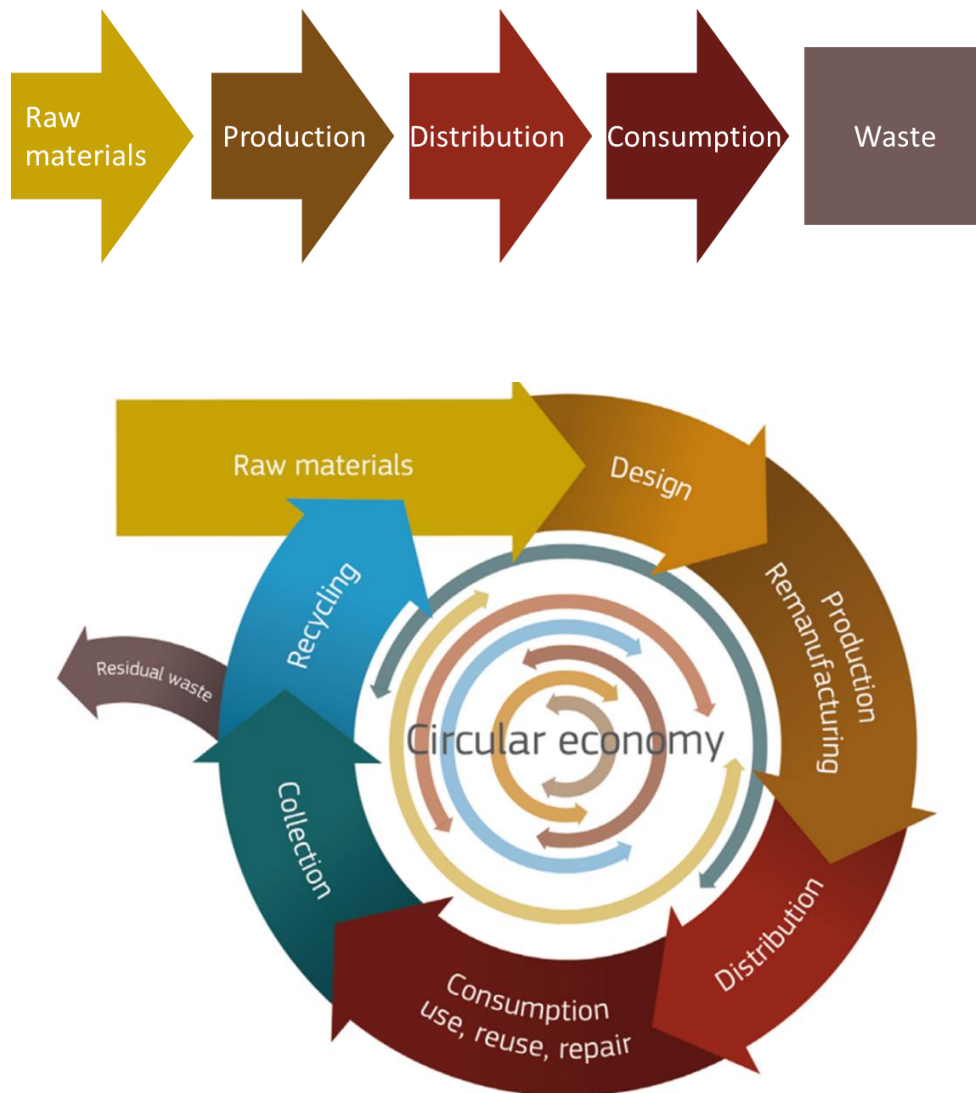 Raw
materials
Production
Distribution
Consumption
Waste
Raw materials
Design
Production
Remanufacturing
Distribution
Consumption
use, reuse, repair
Collection
Recycling
Residual waste
Circular economy